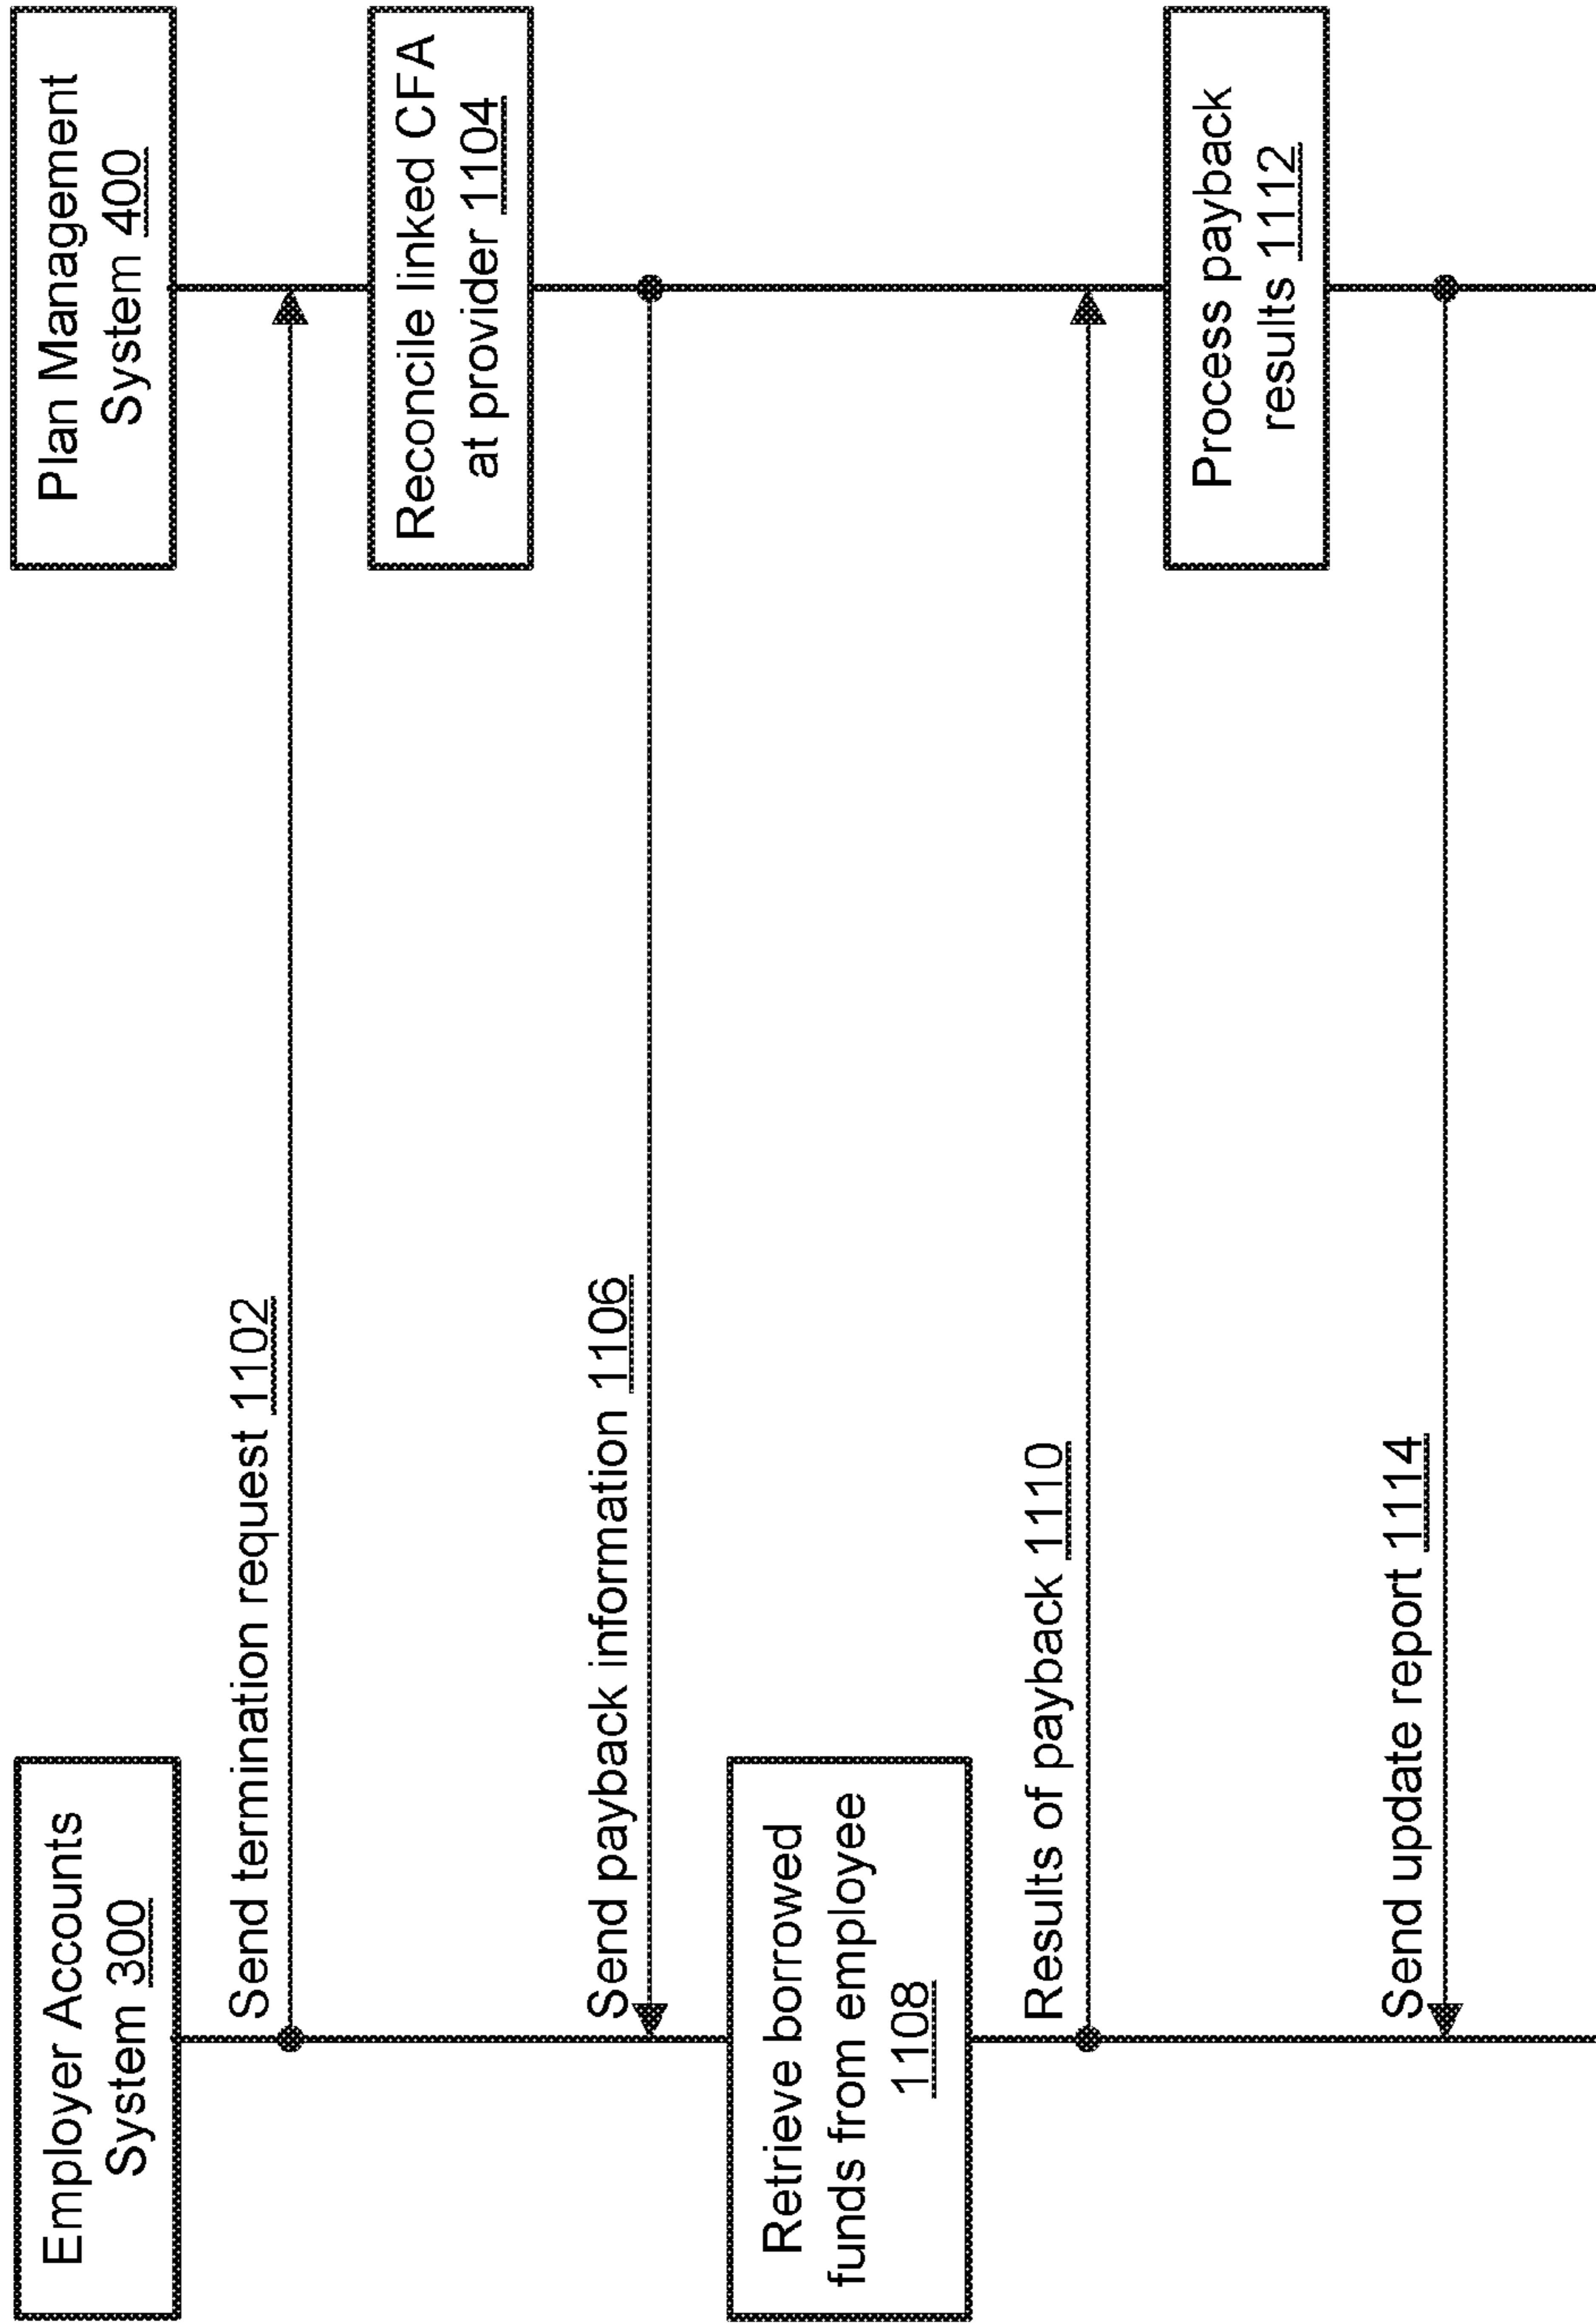 Employer Accounts
System 300
Plan Management
System 400
Send termination request 1102
Reconcile linked CFA
at provider 1104
Send payback information 1106
Retrieve borrowed
funds from employee
1108
Results of payback 1110
Process payback
results 1112
Send update report 1114